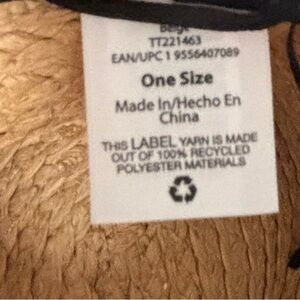 Beige
TT221463
EAN/UPC 1 9556407089
One Size
Made In/Hecho En
China
THIS LABEL YARN IS MADE
OUT OF 100% RECYCLED
POLYESTER MATERIALS